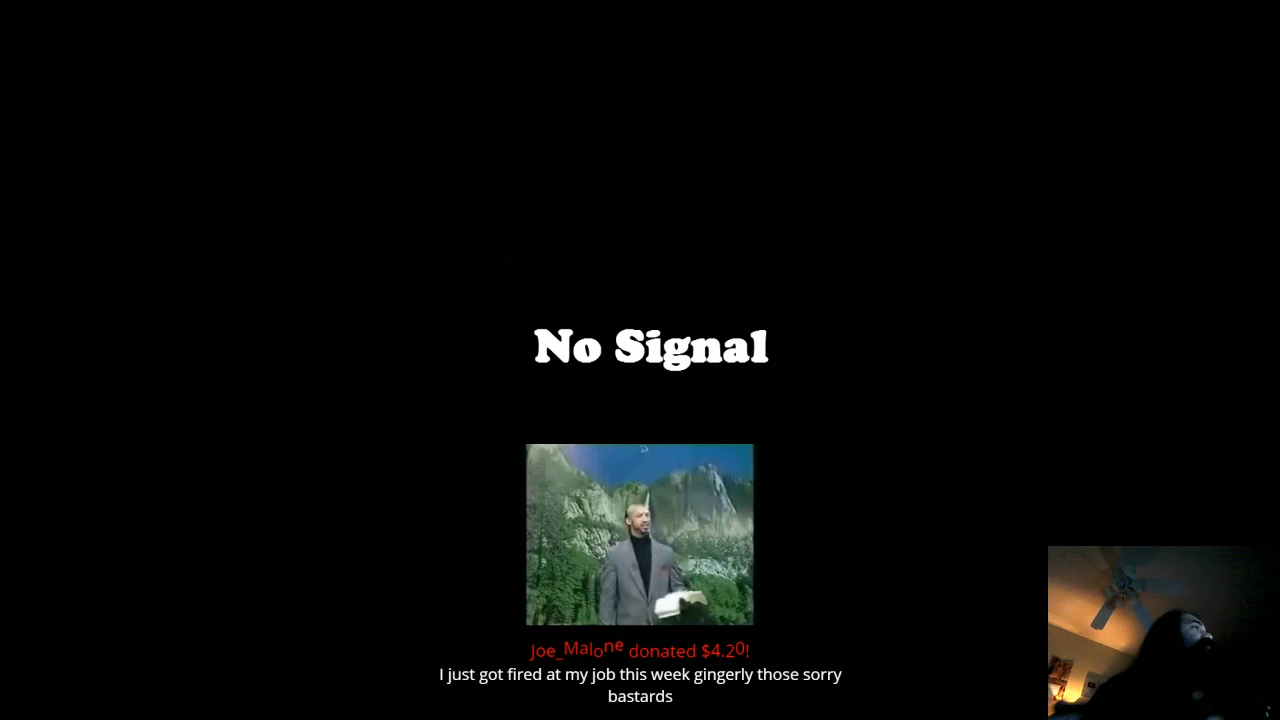 No Signal
Joe_Malone donated $4.20!
I just got fired at my job this week gingerly those sorry
bastards